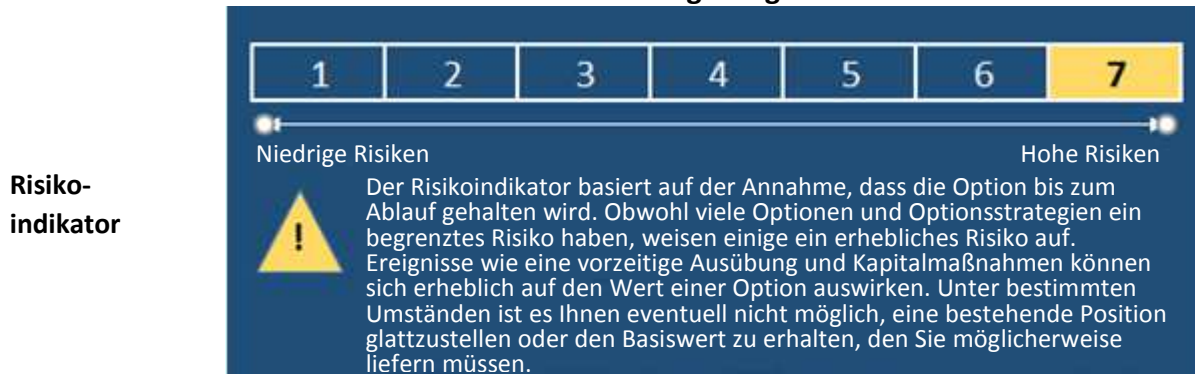 1 2 3 4 5 6 7
Niedrige Risiken Hohe Risiken
Risiko-
indikator
!
Der Risikoindikator basiert auf der Annahme, dass die Option bis zum
Ablauf gehalten wird. Obwohl viele Optionen und Optionsstrategien ein
begrenztes Risiko haben, weisen einige ein erhebliches Risiko auf.
Ereignisse wie eine vorzeitige Ausübung und Kapitalmaßnahmen können
sich erheblich auf den Wert einer Option auswirken. Unter bestimmten
Umständen ist es Ihnen eventuell nicht möglich, eine bestehende Position
glattzustellen oder den Basiswert zu erhalten, den Sie möglicherweise
liefern müssen.